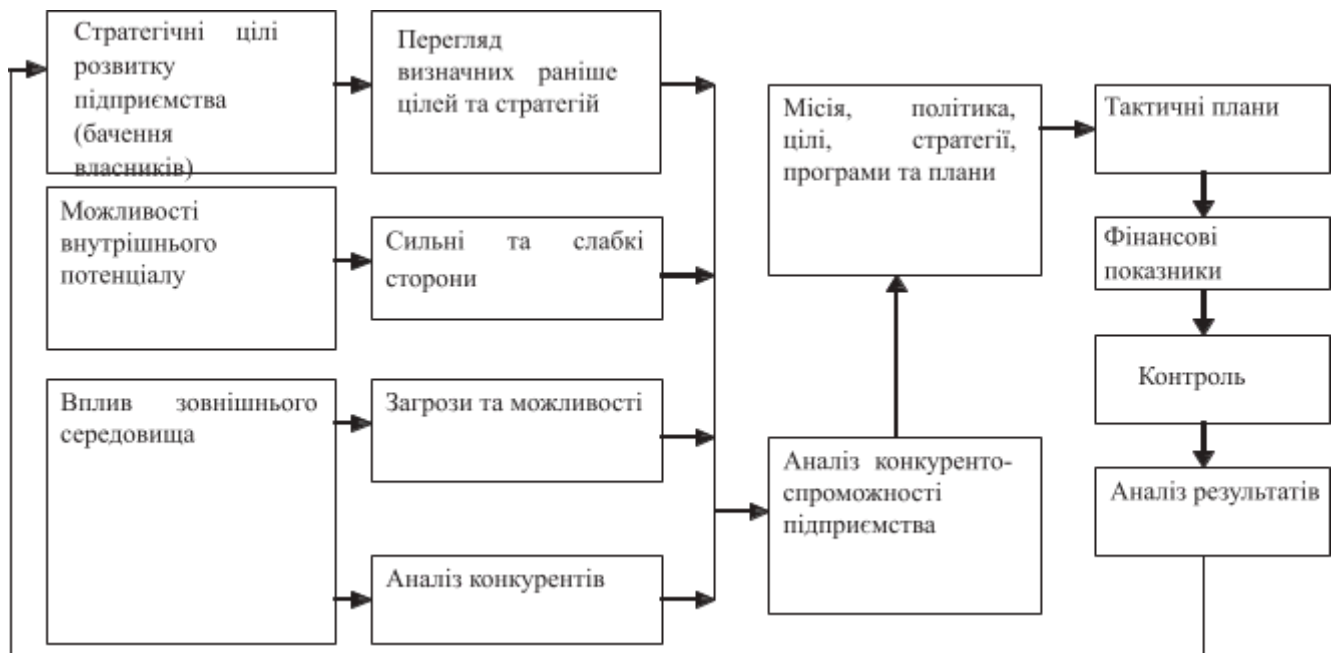 Стратегічні цілі
розвитку
підприємства
(бачення
власників)
Перегляд
визначних раніше
цілей та стратегій
Місія, політика,
цілі, стратегії,
програми та плани
Тактичні плани
Можливості
внутрішнього
потенціалу
Сильні та слабкі
сторони
Фінансові
показники
Контроль
Вплив зовнішнього
середовища
Загрози та можливості
Аналіз конкуренто-
спроможності
підприємства
Аналіз результатів
Аналіз конкурентів